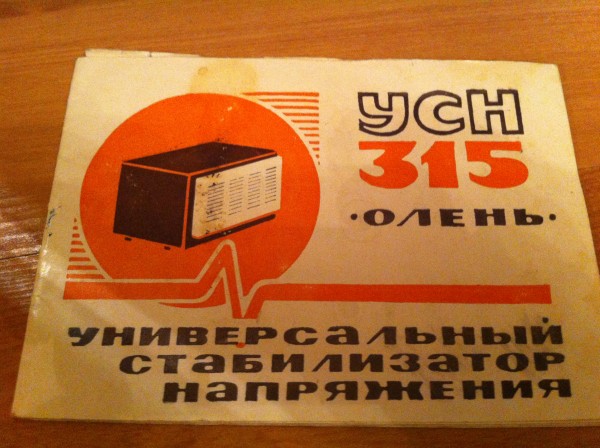 УСН
315
·ОЛЕНЬ·
УНИВЕРСАЛЬНЫЙ
СТАБИЛИЗАТОР
НАПРЯЖЕНИЯ